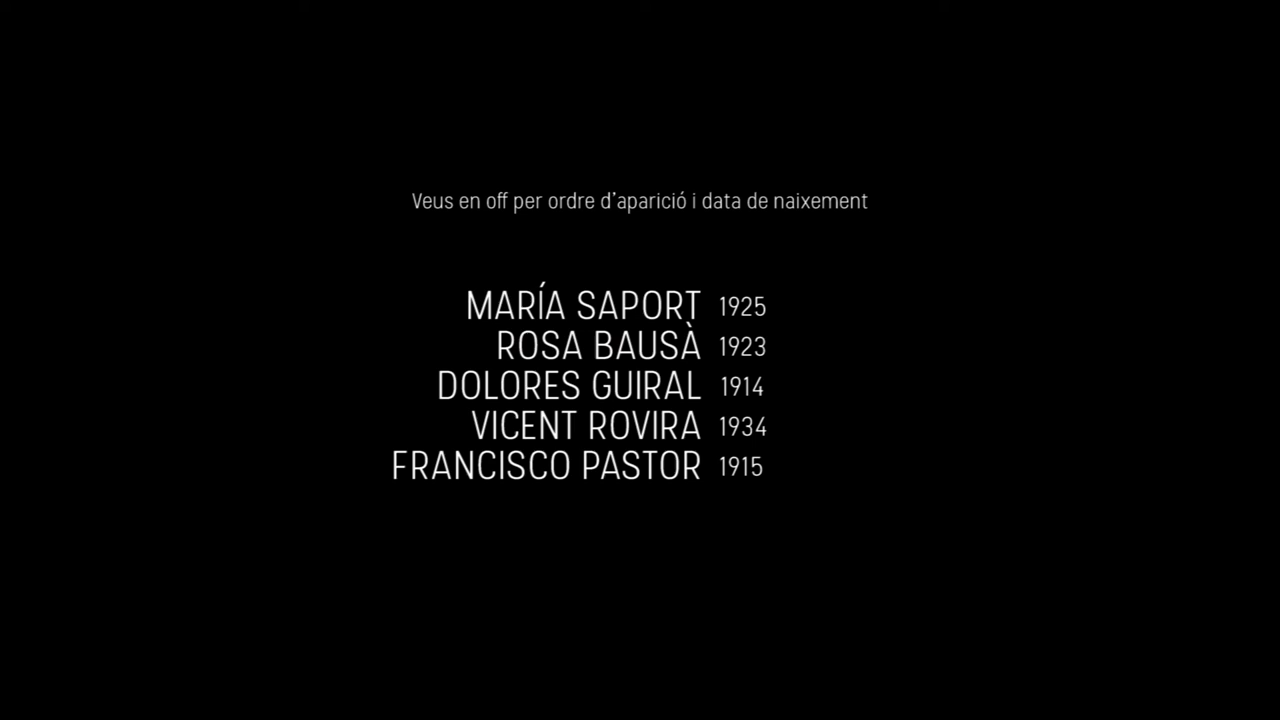 Veus en off per ordre d'aparició i data de naixement
MARÍA SAPORT 1925
ROSA BAUSÀ 1923
DOLORES GUIRAL 1914
VICENT ROVIRA 1934
FRANCISCO PASTOR 1915